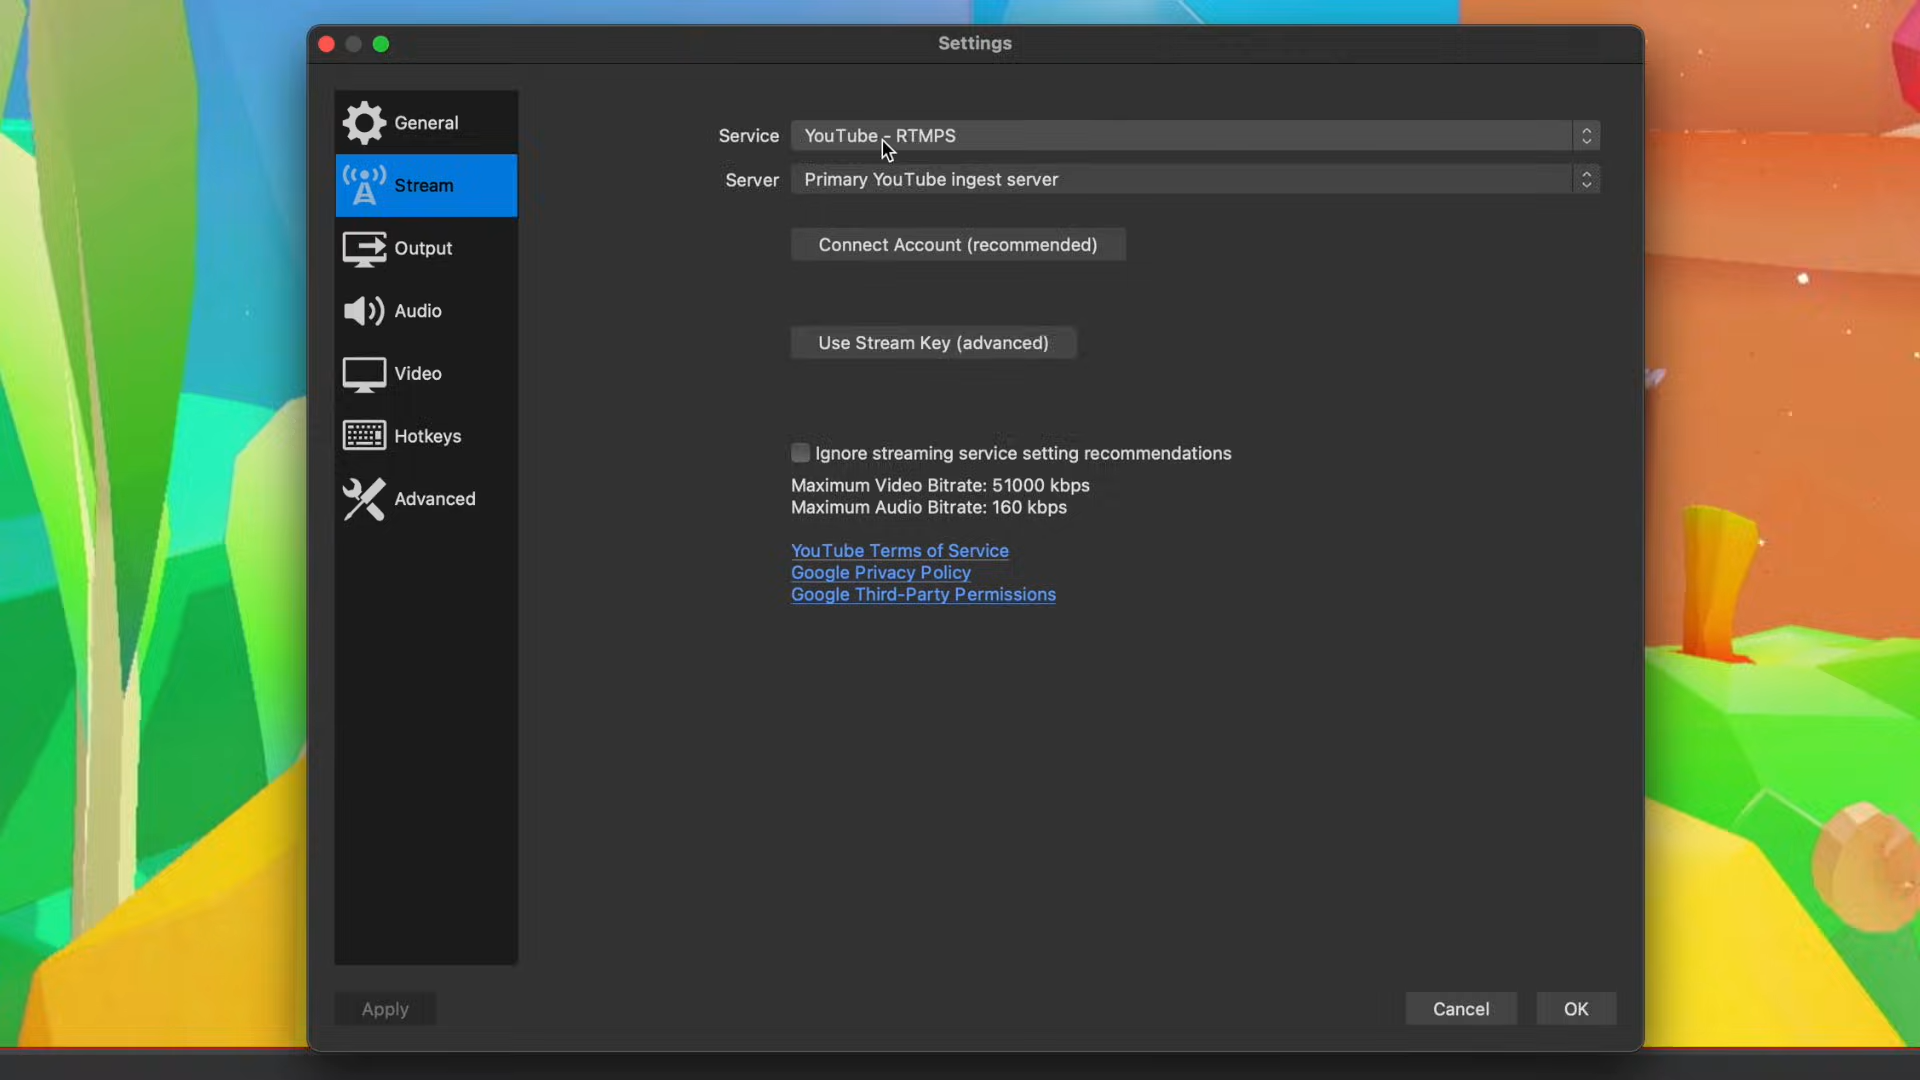 Settings
General
Stream
Output
Audio
Video
Hotkeys
Advanced
Service YouTube - RTMPS
Server Primary YouTube ingest server
Connect Account (recommended)
Use Stream Key (advanced)
Ignore streaming service setting recommendations
Maximum Video Bitrate: 51000 kbps
Maximum Audio Bitrate: 160 kbps
YouTube Terms of Service
Google Privacy Policy
Google Third-Party Permissions
Apply Cancel OK